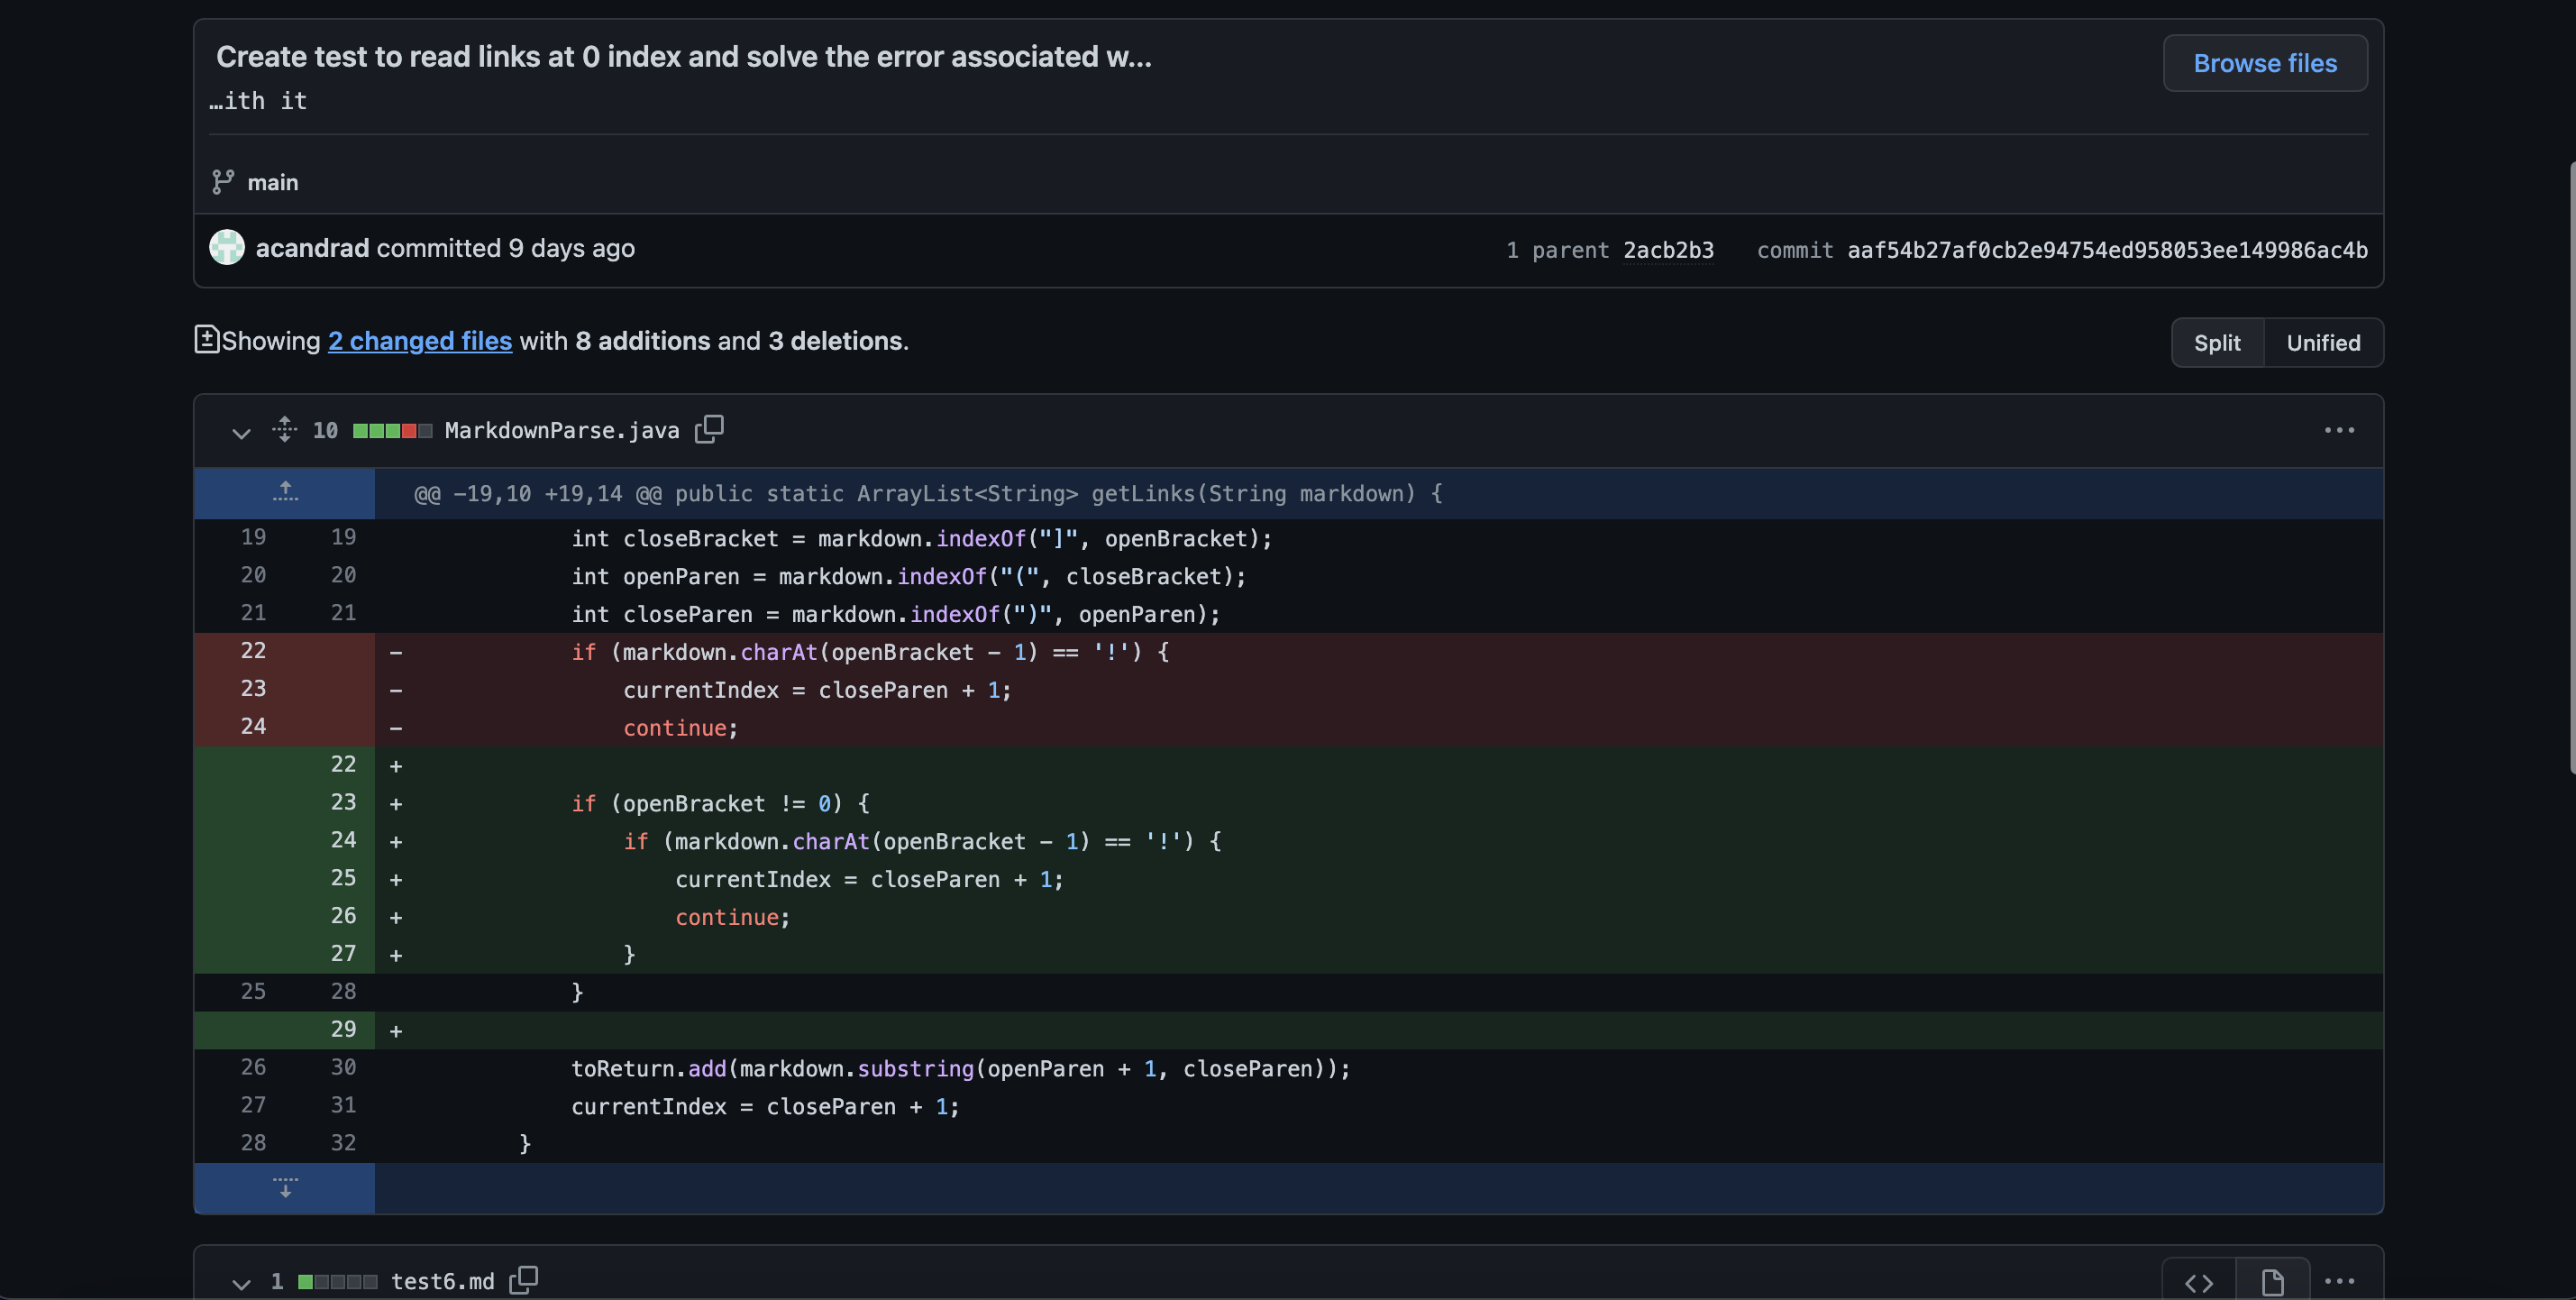 Create test to read links at 0 index and solve the error associated w...
Browse files
…ith it
main
acandrad committed 9 days ago
1 parent 2acb2b3 commit aaf54b27af0cb2e94754ed958053ee149986ac4b
Showing 2 changed files with 8 additions and 3 deletions.
Split Unified
10 MarkdownParse.java
@@ -19,10 +19,14 @@ public static ArrayList<String> getLinks(String markdown) {
19 19 int closeBracket = markdown.indexOf("]", openBracket);
20 20 int openParen = markdown.indexOf("(", closeBracket);
21 21 int closeParen = markdown.indexOf(")", openParen);
22 - if (markdown.charAt(openBracket - 1) == '!') {
23 - currentIndex = closeParen + 1;
24 - continue;
22 +
23 + if (openBracket != 0) {
24 + if (markdown.charAt(openBracket - 1) == '!') {
25 + currentIndex = closeParen + 1;
26 + continue;
27 + }
25 28 }
29 +
26 30 toReturn.add(markdown.substring(openParen + 1, closeParen));
27 31 currentIndex = closeParen + 1;
28 32 }
1 test6.md